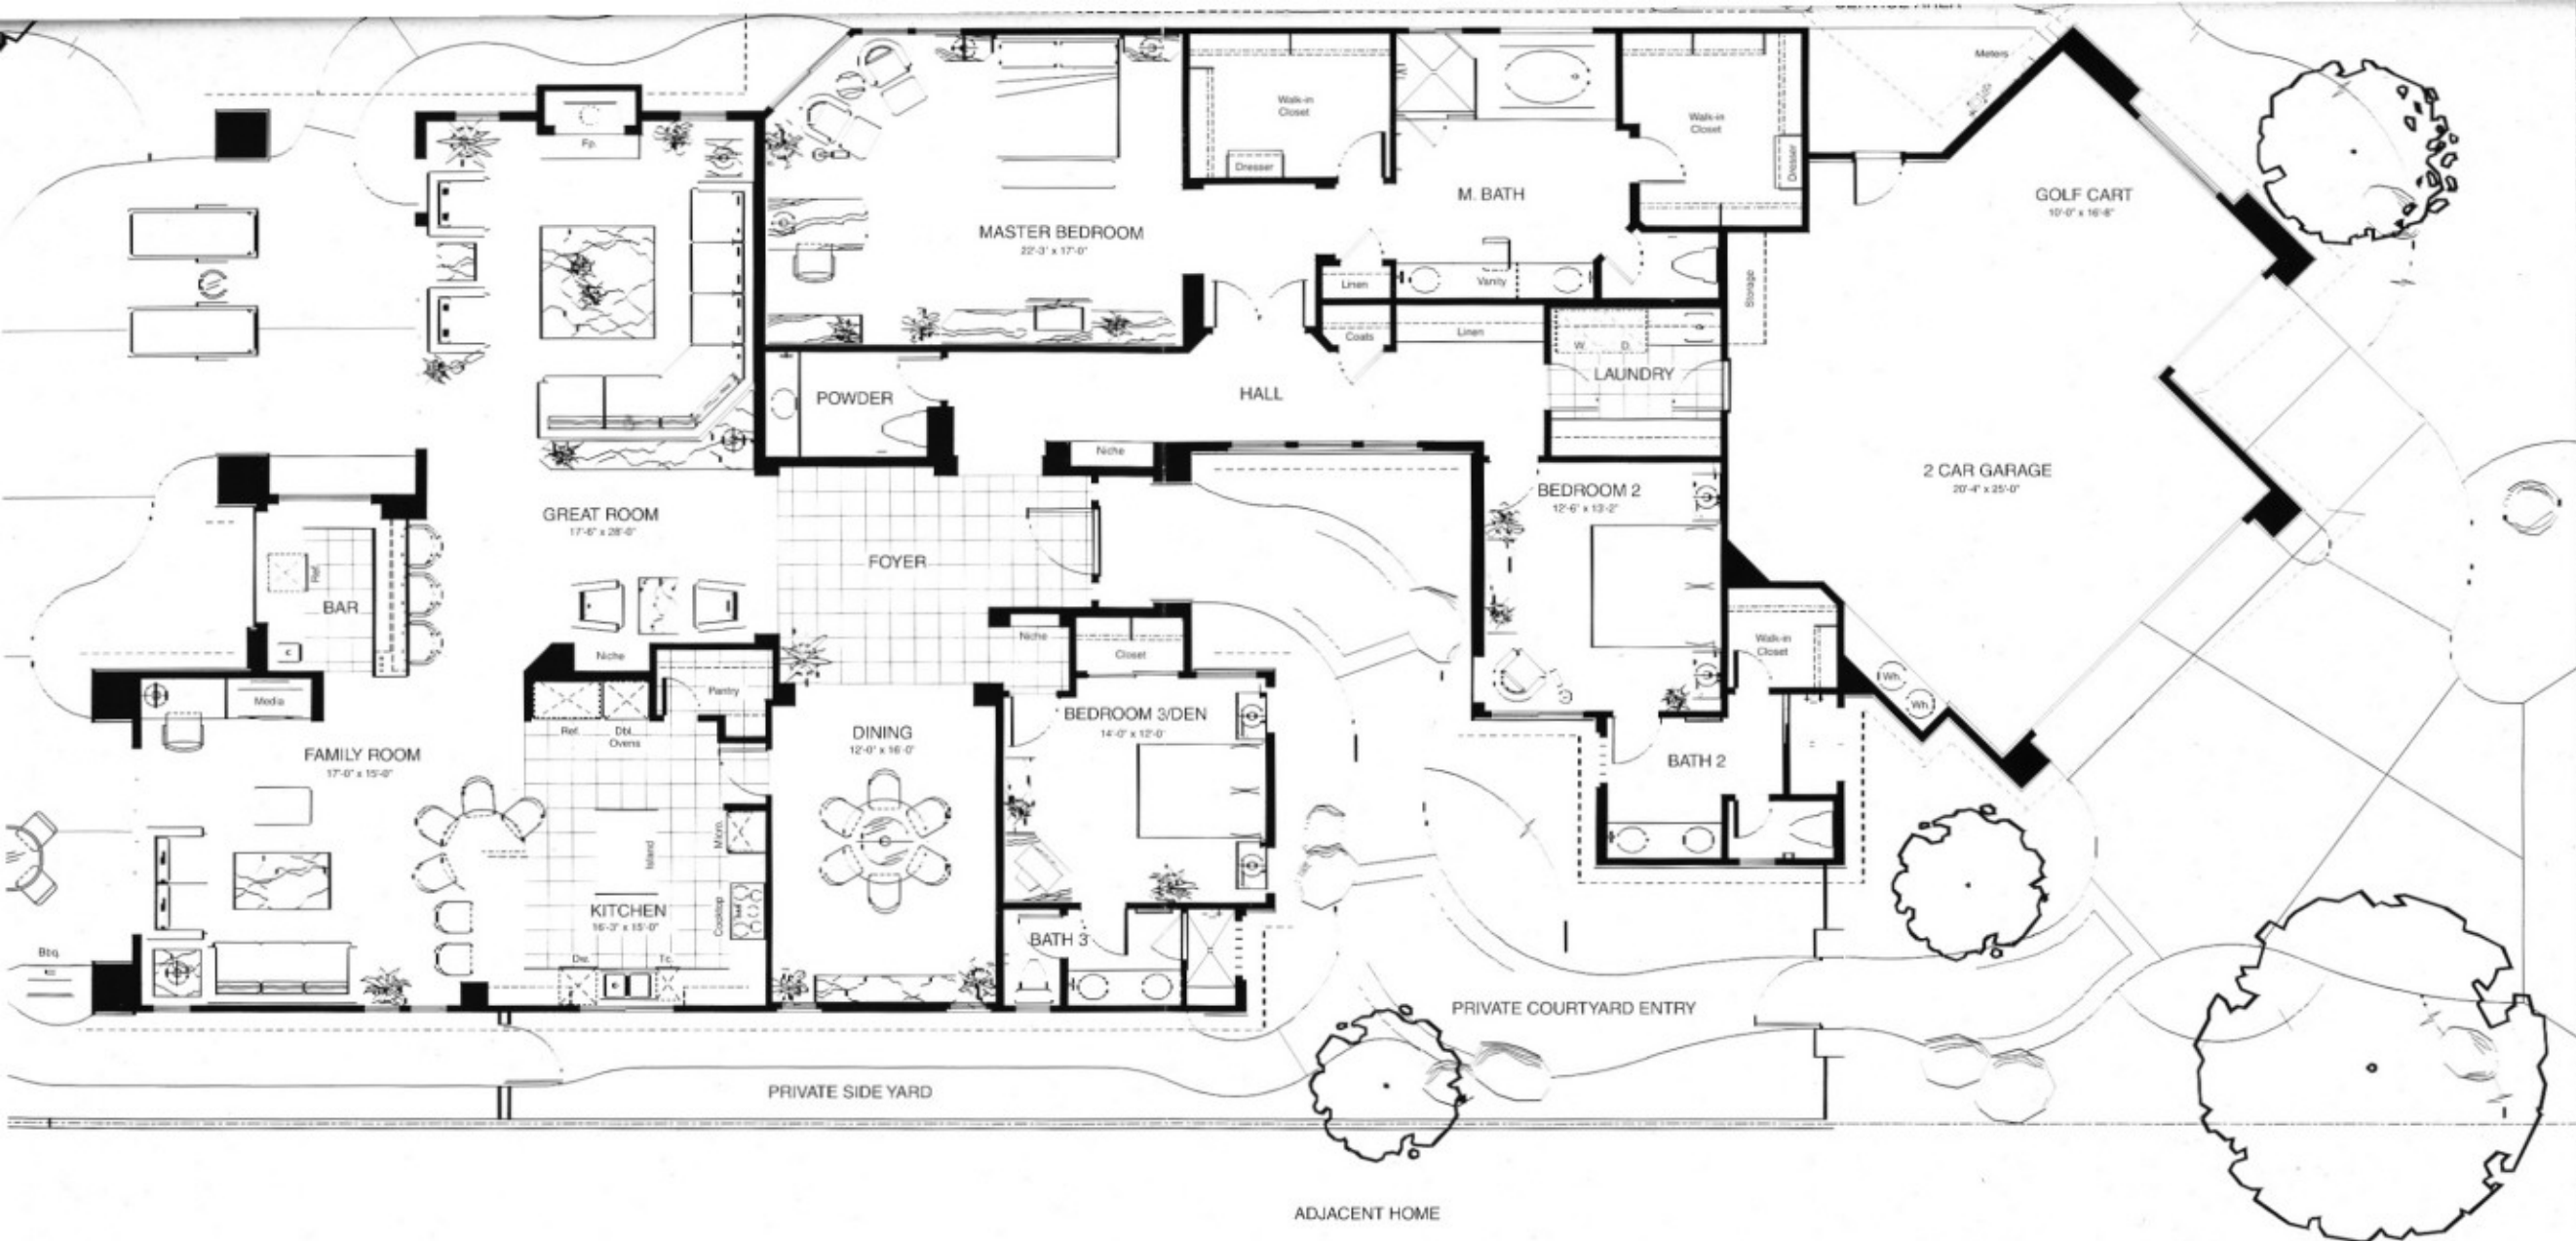 Meters
Walk-in
Closet
Walk-in
Closet
Fp.
Dresser
Dresser
M. BATH
GOLF CART
10'-0" x 16'-8"
MASTER BEDROOM
22'-3" x 17'-0"
Linen
Vanity
Storage
Coats
Linen
W.
D.
LAUNDRY
POWDER
HALL
Niche
2 CAR GARAGE
20'-4" x 25'-0"
BEDROOM 2
12'-6" x 13'-2"
GREAT ROOM
17'-6" x 28'-0"
FOYER
Ref.
BAR
Niche
Closet
Walk-in
Closet
Niche
Wh.
Wh.
Pantry
Media
Ref.
Dbl.
Ovens
BEDROOM 3/DEN
14'-0" x 12'-0
DINING
12'-0" x 16'-0"
FAMILY ROOM
17'-0" x 15'-0"
BATH 2
Micro.
Island
Cooktop
KITCHEN
16'-3" x 15'-0"
BATH 3
Bbq.
Dw.
Tc.
PRIVATE COURTYARD ENTRY
PRIVATE SIDE YARD
ADJACENT HOME